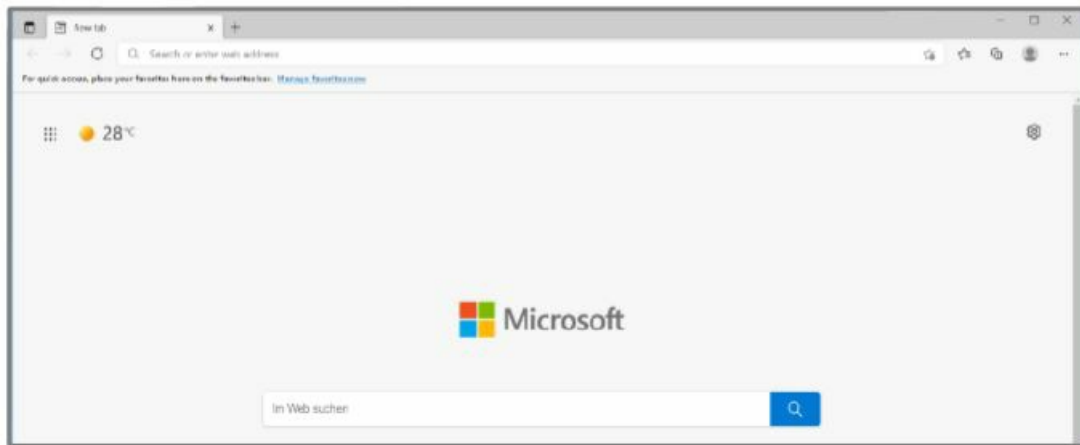 New tab
Search or enter web address
For quick access, place your favorites here on the favorites bar. Manage favorites now
28 °C
Microsoft
Im Web suchen